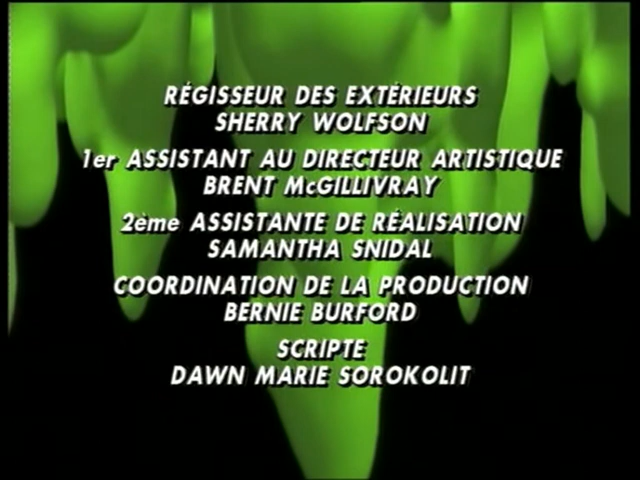 RÉGISSEUR DES EXTÉRIEURS
SHERRY WOLFSON
1er ASSISTANT AU DIRECTEUR ARTISTIQUE
BRENT McGILLIVRAY
2ème ASSISTANTE DE RÉALISATION
SAMANTHA SNIDAL
COORDINATION DE LA PRODUCTION
BERNIE BURFORD
SCRIPTE
DAWN MARIE SOROKOLIT